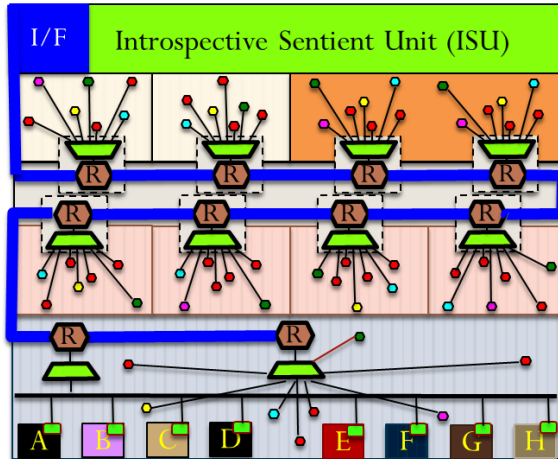 I/F Introspective Sentient Unit (ISU)
R R R R
R R R R
R R
A B C D E F G H